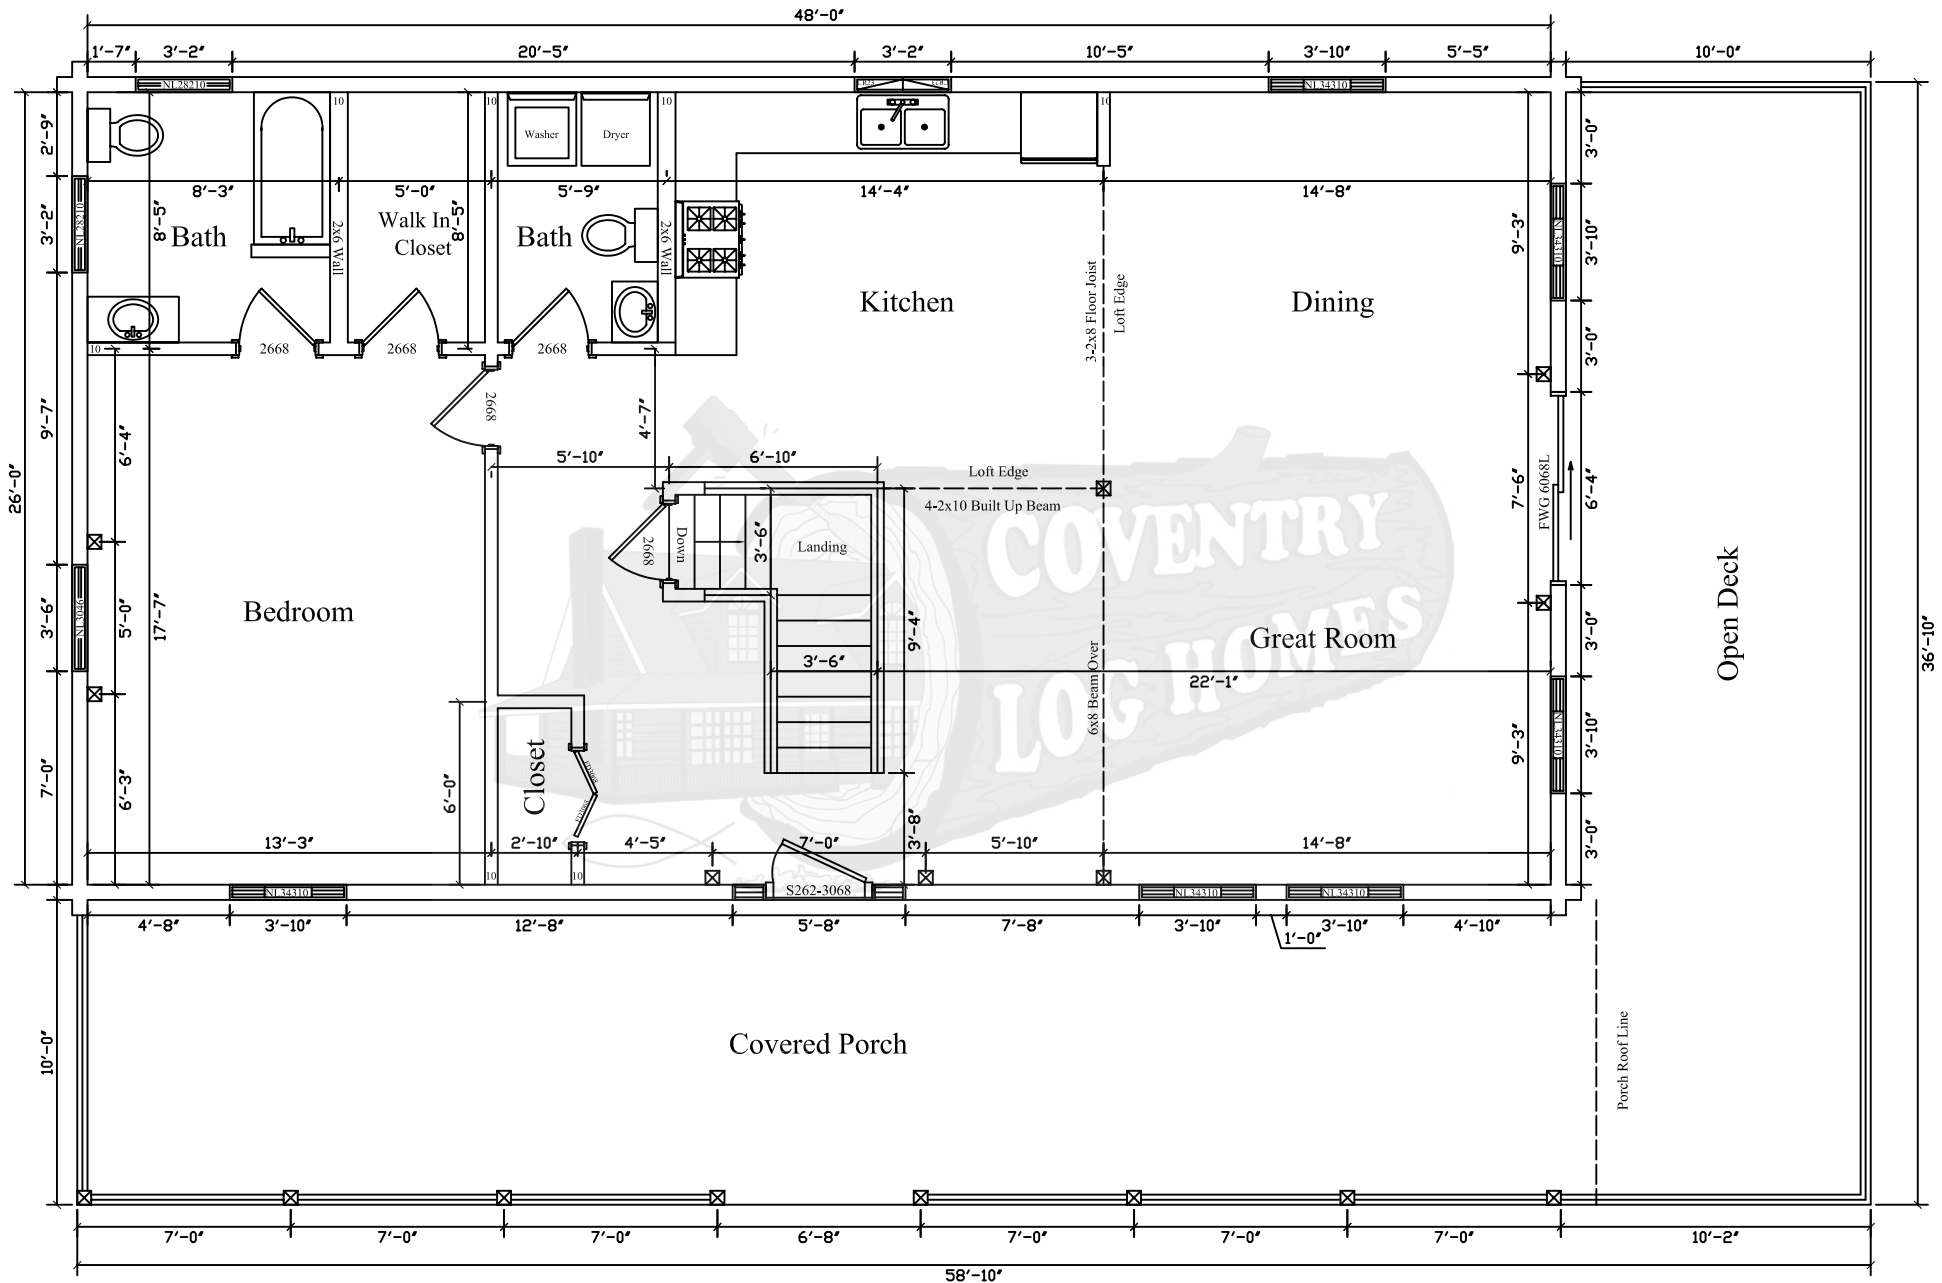 48'-0"
1'-7"
3'-2"
20'-5"
3'-2"
10'-5"
3'-10"
5'-5"
10'-0"
NL28210
NL34310
10
10
10
10
Washer
Dryer
2'-9"
3'-0"
8'-3"
5'-0"
5'-9"
14'-4"
14'-8"
3'-2"
NL28210
8'-5"
Bath
2x6 Wall
Walk In
Closet
8'-5"
Bath
2x6 Wall
9'-3"
NL34310
3'-10"
Kitchen
Dining
3-2x8 Floor Joist
Loft Edge
10
2668
2668
2668
3'-0"
2668
9'-7"
6'-4"
4'-7"
5'-10"
6'-10"
Loft Edge
4-2x10 Built Up Beam
26'-0"
7'-6"
FWG 6068L
6'-4"
2668
Down
3'-6"
Landing
COVENTRY
LOG HOMES
Bedroom
3'-6"
NL3046
5'-0"
17'-7"
9'-4"
Great Room
3'-0"
Open Deck
36'-10"
3'-6"
22'-1"
6x8 Beam Over
9'-3"
NL34310
3'-10"
7'-0"
6'-3"
6'-0"
Closet
FD3068
FD3068
3'-8"
3'-0"
13'-3"
2'-10"
4'-5"
7'-0"
5'-10"
14'-8"
10
10
NL34310
S262-3068
NL34310
NL34310
4'-8"
3'-10"
12'-8"
5'-8"
7'-8"
3'-10"
1'-0"
3'-10"
4'-10"
10'-0"
Covered Porch
Porch Roof Line
7'-0"
7'-0"
7'-0"
6'-8"
7'-0"
7'-0"
7'-0"
10'-2"
58'-10"